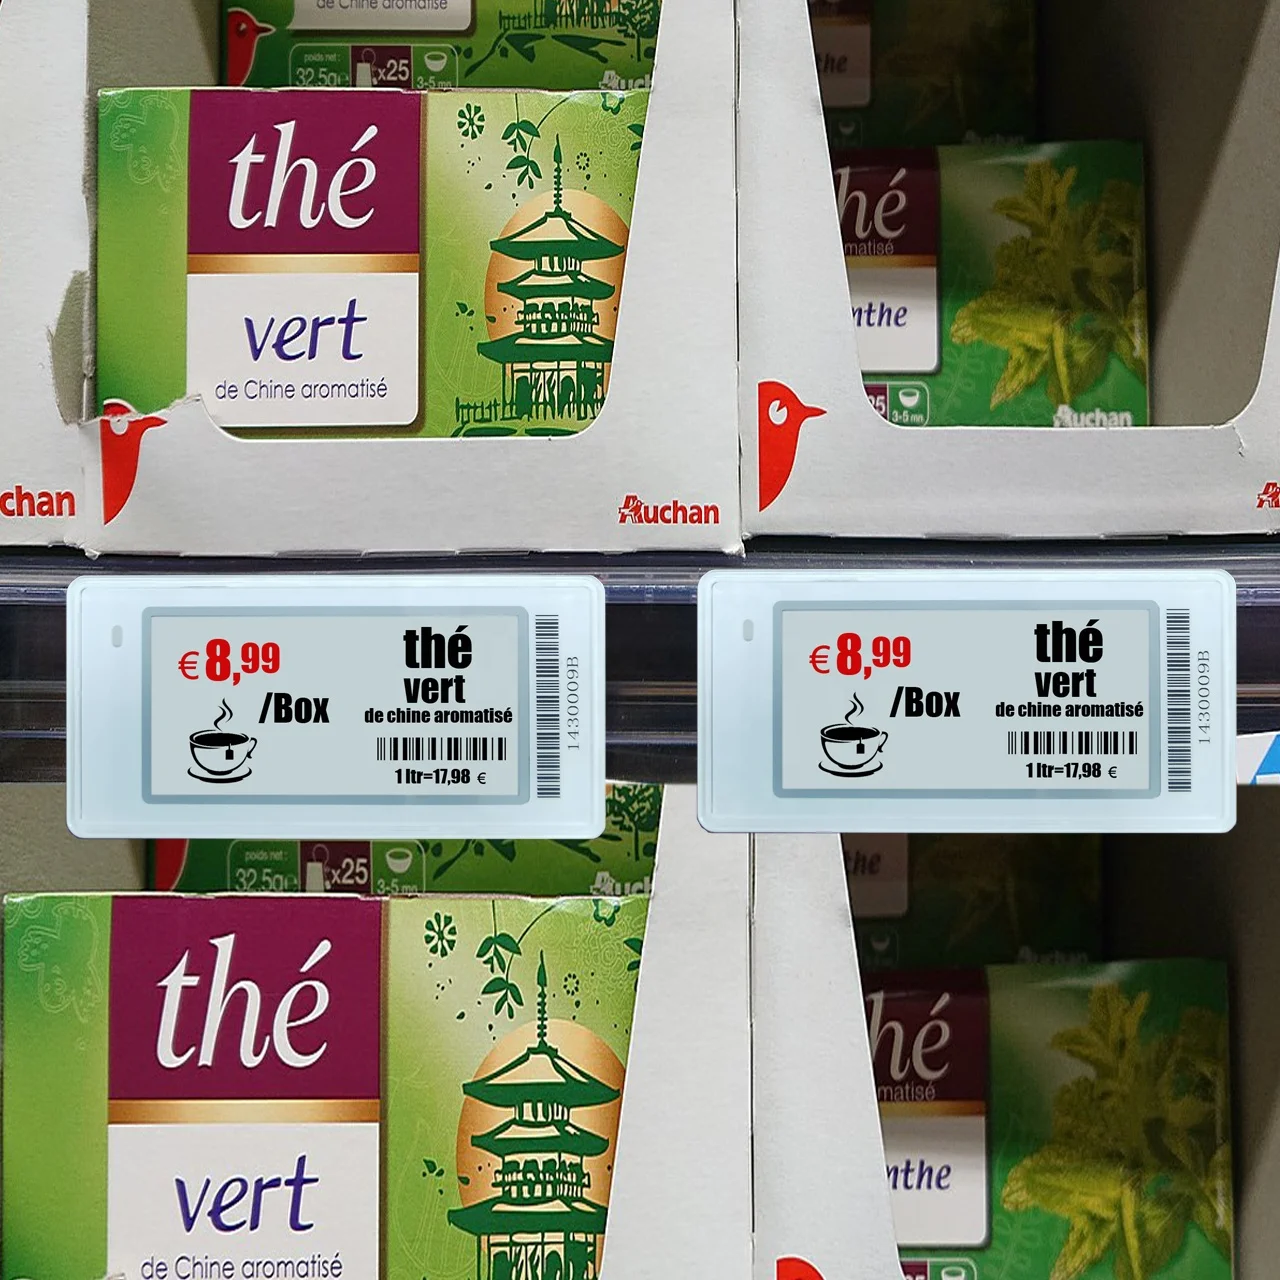 de Chine aromatisé
poids net:
32.5g e
x25
3-5 mn
thé
vert
de Chine aromatisé
chan
Auchan
Auchan
hé
matisé
nthe
25
3-5 mn
Auchan
€8,99
/Box
thé
vert
de chine aromatisé
1 ltr=17,98 €
1430009B
€8,99
/Box
thé
vert
de chine aromatisé
1 ltr=17,98 €
1430009B
poids net:
32.5g e
x25
3-5 mn
thé
vert
de Chine aromatisé
hé
matisé
nthe